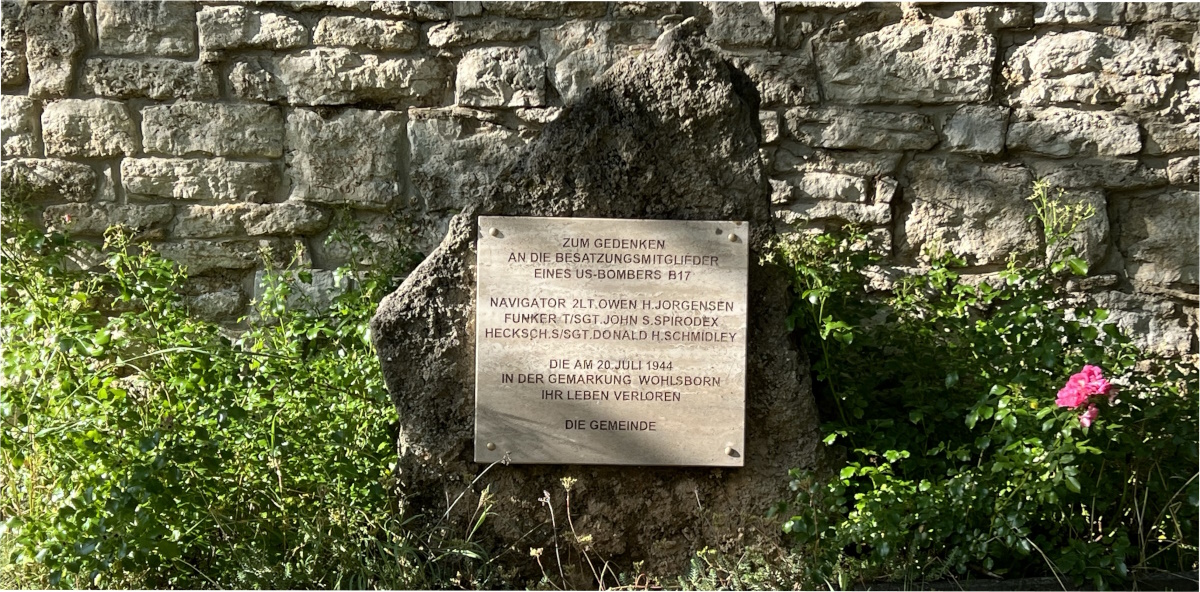 ZUM GEDENKEN
AN DIE BESATZUNGSMITGLIEDER
EINES US-BOMBERS B17
NAVIGATOR 2LT.OWEN H.JORGENSEN
FUNKER T/SGT.JOHN S.SPIRODEX
HECKSCH.S/SGT.DONALD H.SCHMIDLEY
DIE AM 20.JULI 1944
IN DER GEMARKUNG WOHLSBORN
IHR LEBEN VERLOREN
DIE GEMEINDE